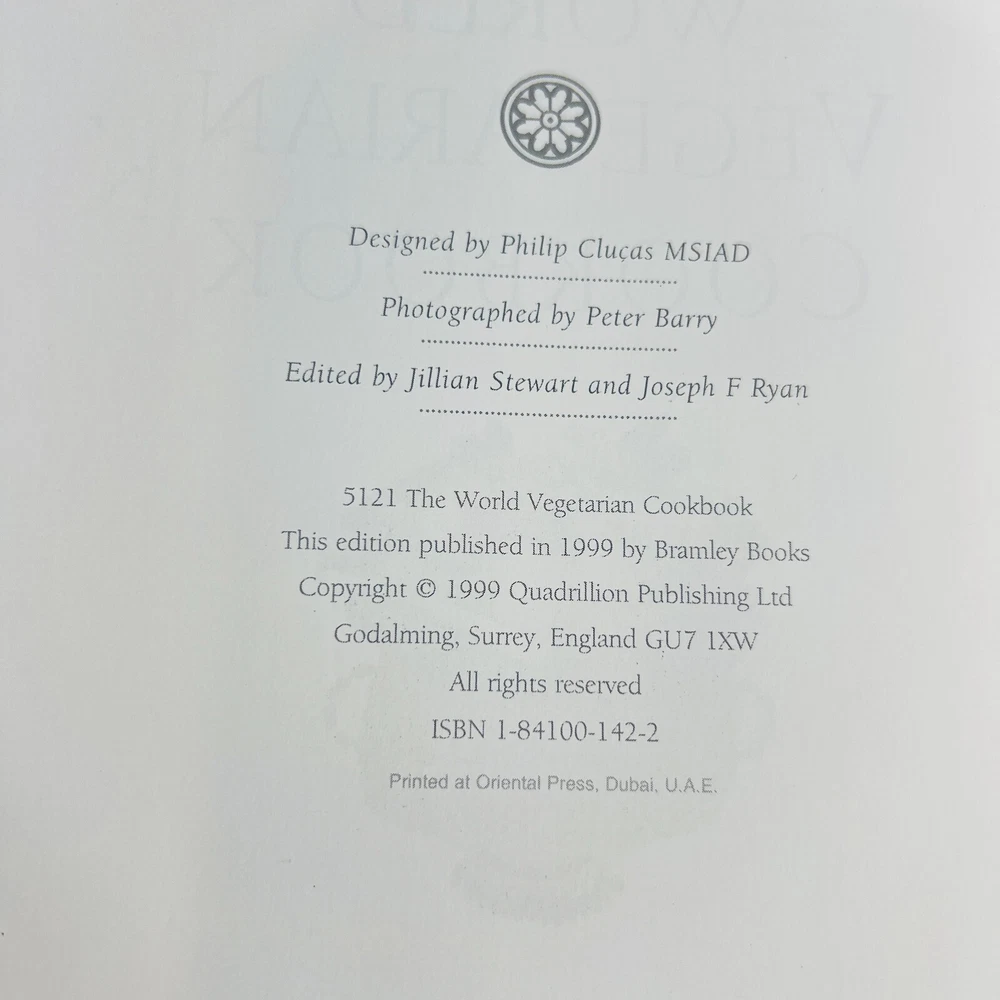 Designed by Philip Clucas MSIAD
Photographed by Peter Barry
Edited by Jillian Stewart and Joseph F Ryan
5121 The World Vegetarian Cookbook
This edition published in 1999 by Bramley Books
Copyright © 1999 Quadrillion Publishing Ltd
Godalming, Surrey, England GU7 1XW
All rights reserved
ISBN 1-84100-142-2
Printed at Oriental Press, Dubai, U.A.E.